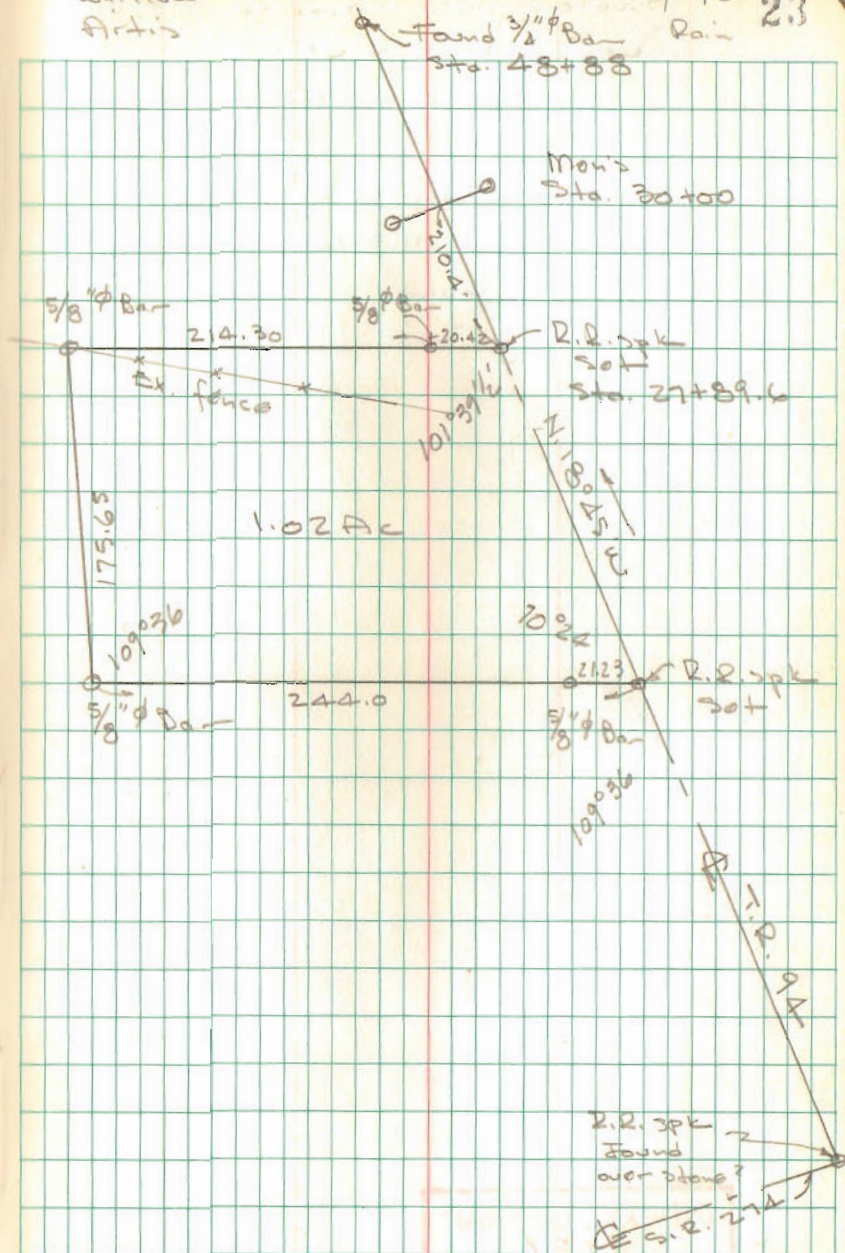 Artis
23
Rain
Found 3/4" ϕ Bar
Sta. 48+88
Mon's
Sta. 30+00
210.4
5/8" ϕ Bar
214.30
5/8" ϕ Bar
20.42
R.R. spk
Set
Sta. 27+89.6
Ex. fence
101°39 1/2'
N.18°45'E
175.65
1.02 Ac
109°36
70°24
244.0
21.23
R.R. spk
Set
5/8" ϕ Bar
5/8" ϕ Bar
109°36
T.R. 94
R.R. spk
Found
over stone?
℄ S.R. 274